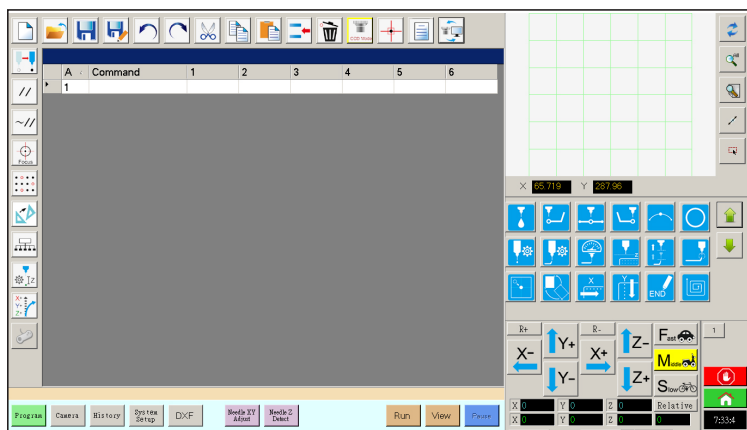 CCD Mode
A Command 1 2 3 4 5 6
1
//
~//
Focus
Z
X+
Y+
Z+
X 65.719 Y 287.96
X
Y
END
R+ R- Fast 1
X- Y+ X+ Z- Middle
Y- Z+ Slow
X 0 Y 0 Z 0 Relative
X 0 Y 0 Z 0 0
Program Camera History System Setup DXF Needle XY Adjust Needle Z Detect Run View Pause 7:33:4